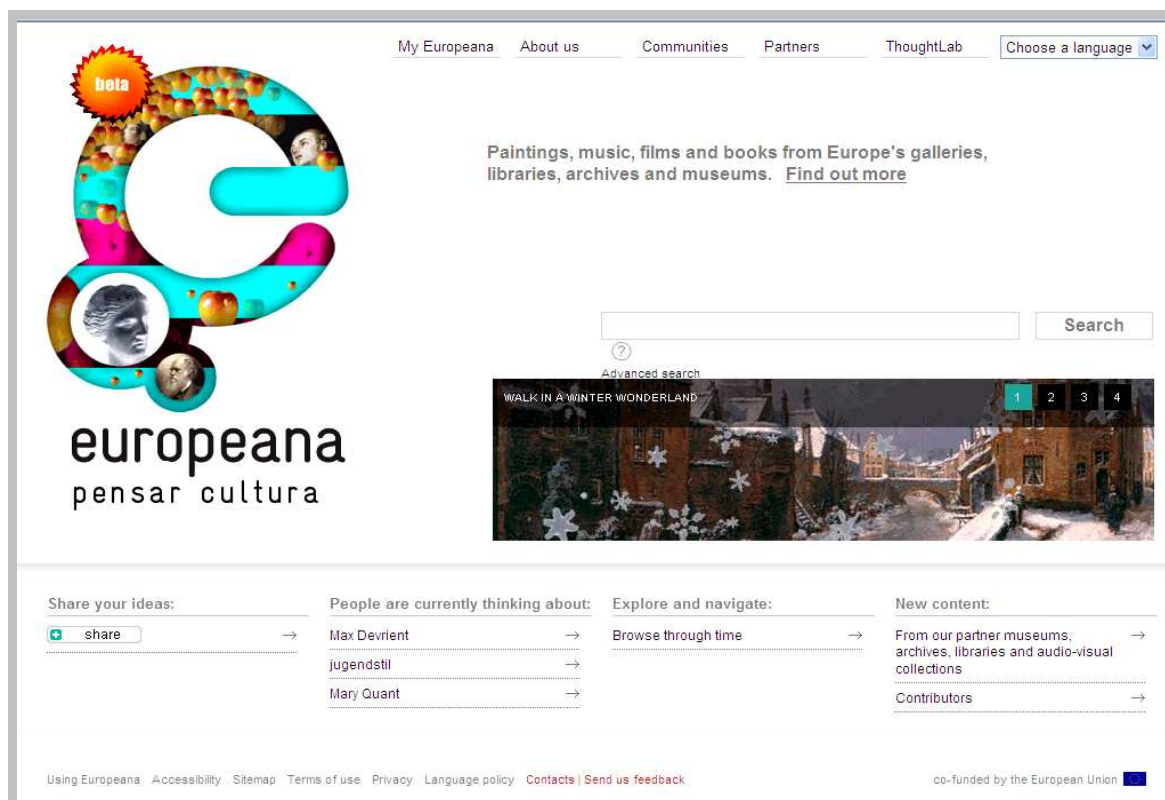 My Europeana About us Communities Partners ThoughtLab Choose a language
beta
Paintings, music, films and books from Europe's galleries,
libraries, archives and museums. Find out more
Search
?
Advanced search
WALK IN A WINTER WONDERLAND 1 2 3 4
europeana
pensar cultura
Share your ideas:
share
People are currently thinking about:
Max Devrient
jugendstil
Mary Quant
Explore and navigate:
Browse through time
New content:
From our partner museums,
archives, libraries and audio-visual
collections
Contributors
Using Europeana Accessibility Sitemap Terms of use Privacy Language policy Contacts | Send us feedback co-funded by the European Union